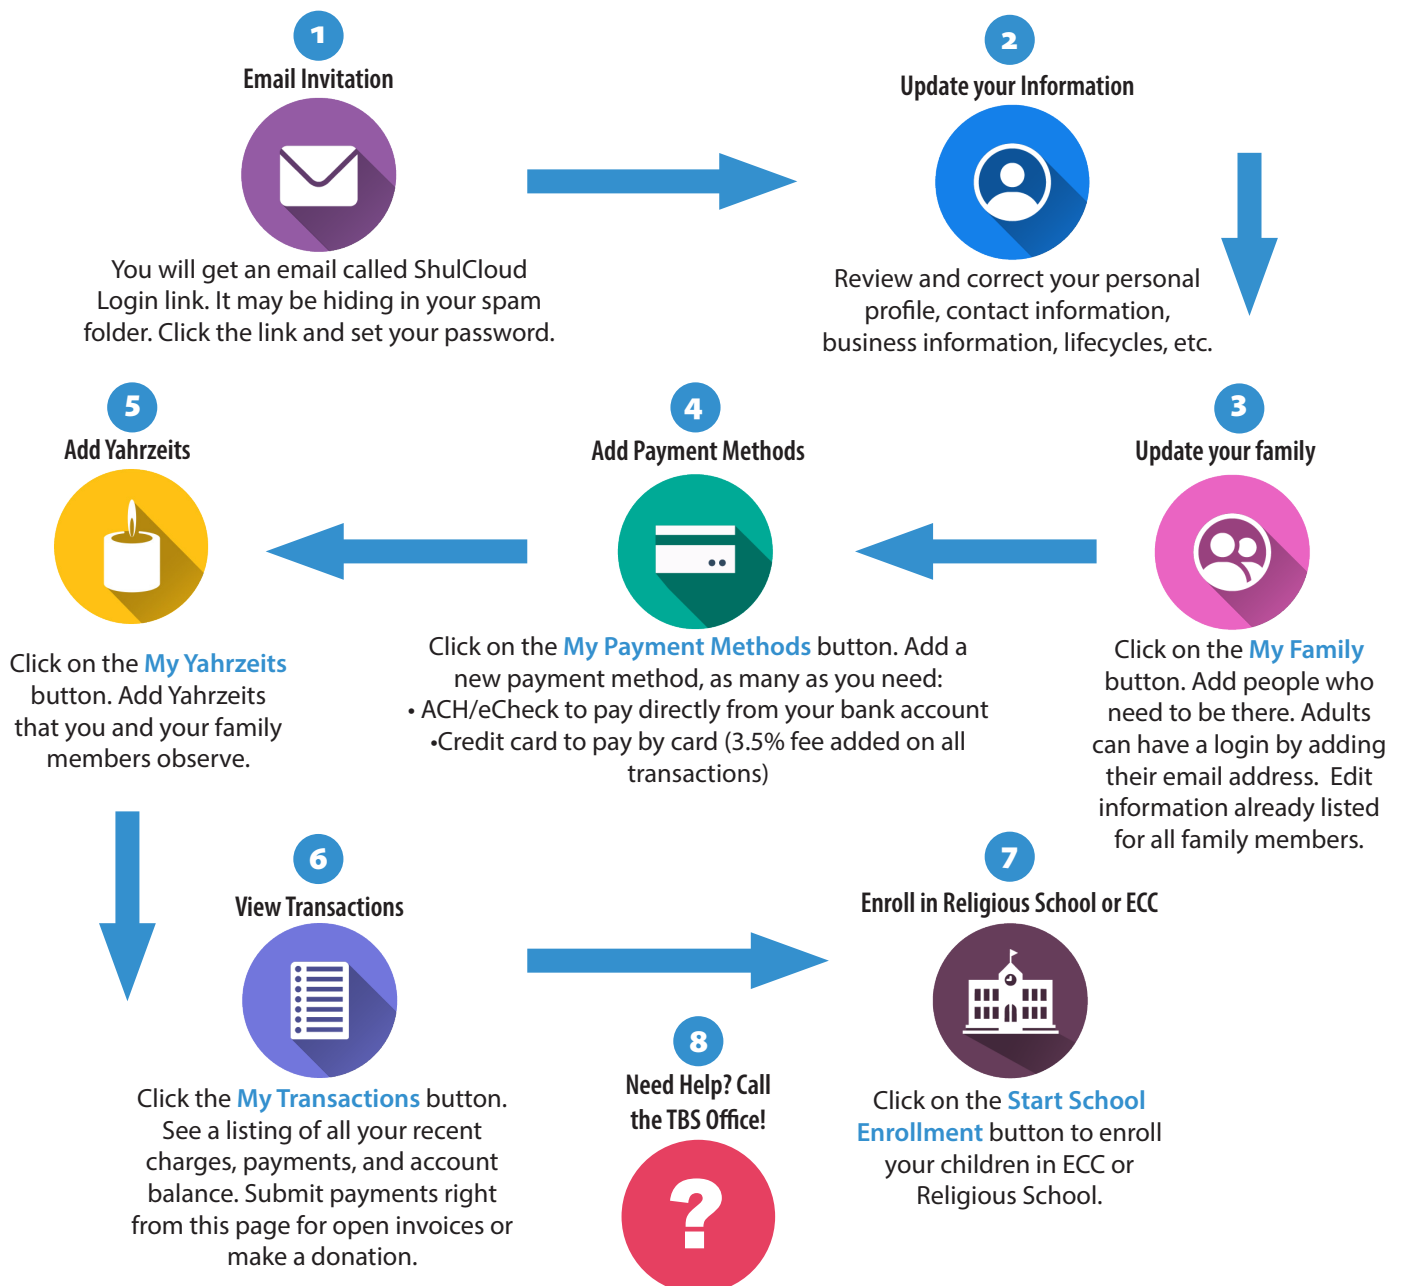 1
Email Invitation
You will get an email called ShulCloud
Login link. It may be hiding in your spam
folder. Click the link and set your password.
2
Update your Information
Review and correct your personal
profile, contact information,
business information, lifecycles, etc.
3
Update your family
Click on the My Family
button. Add people who
need to be there. Adults
can have a login by adding
their email address.  Edit
information already listed
for all family members.
4
Add Payment Methods
Click on the My Payment Methods button. Add a
new payment method, as many as you need:
• ACH/eCheck to pay directly from your bank account
•Credit card to pay by card (3.5% fee added on all
transactions)
5
Add Yahrzeits
Click on the My Yahrzeits
button. Add Yahrzeits
that you and your family
members observe.
6
View Transactions
Click the My Transactions button.
See a listing of all your recent
charges, payments, and account
balance. Submit payments right
from this page for open invoices or
make a donation.
7
Enroll in Religious School or ECC
Click on the Start School
Enrollment button to enroll
your children in ECC or
Religious School.
8
Need Help? Call
the TBS Office!
?